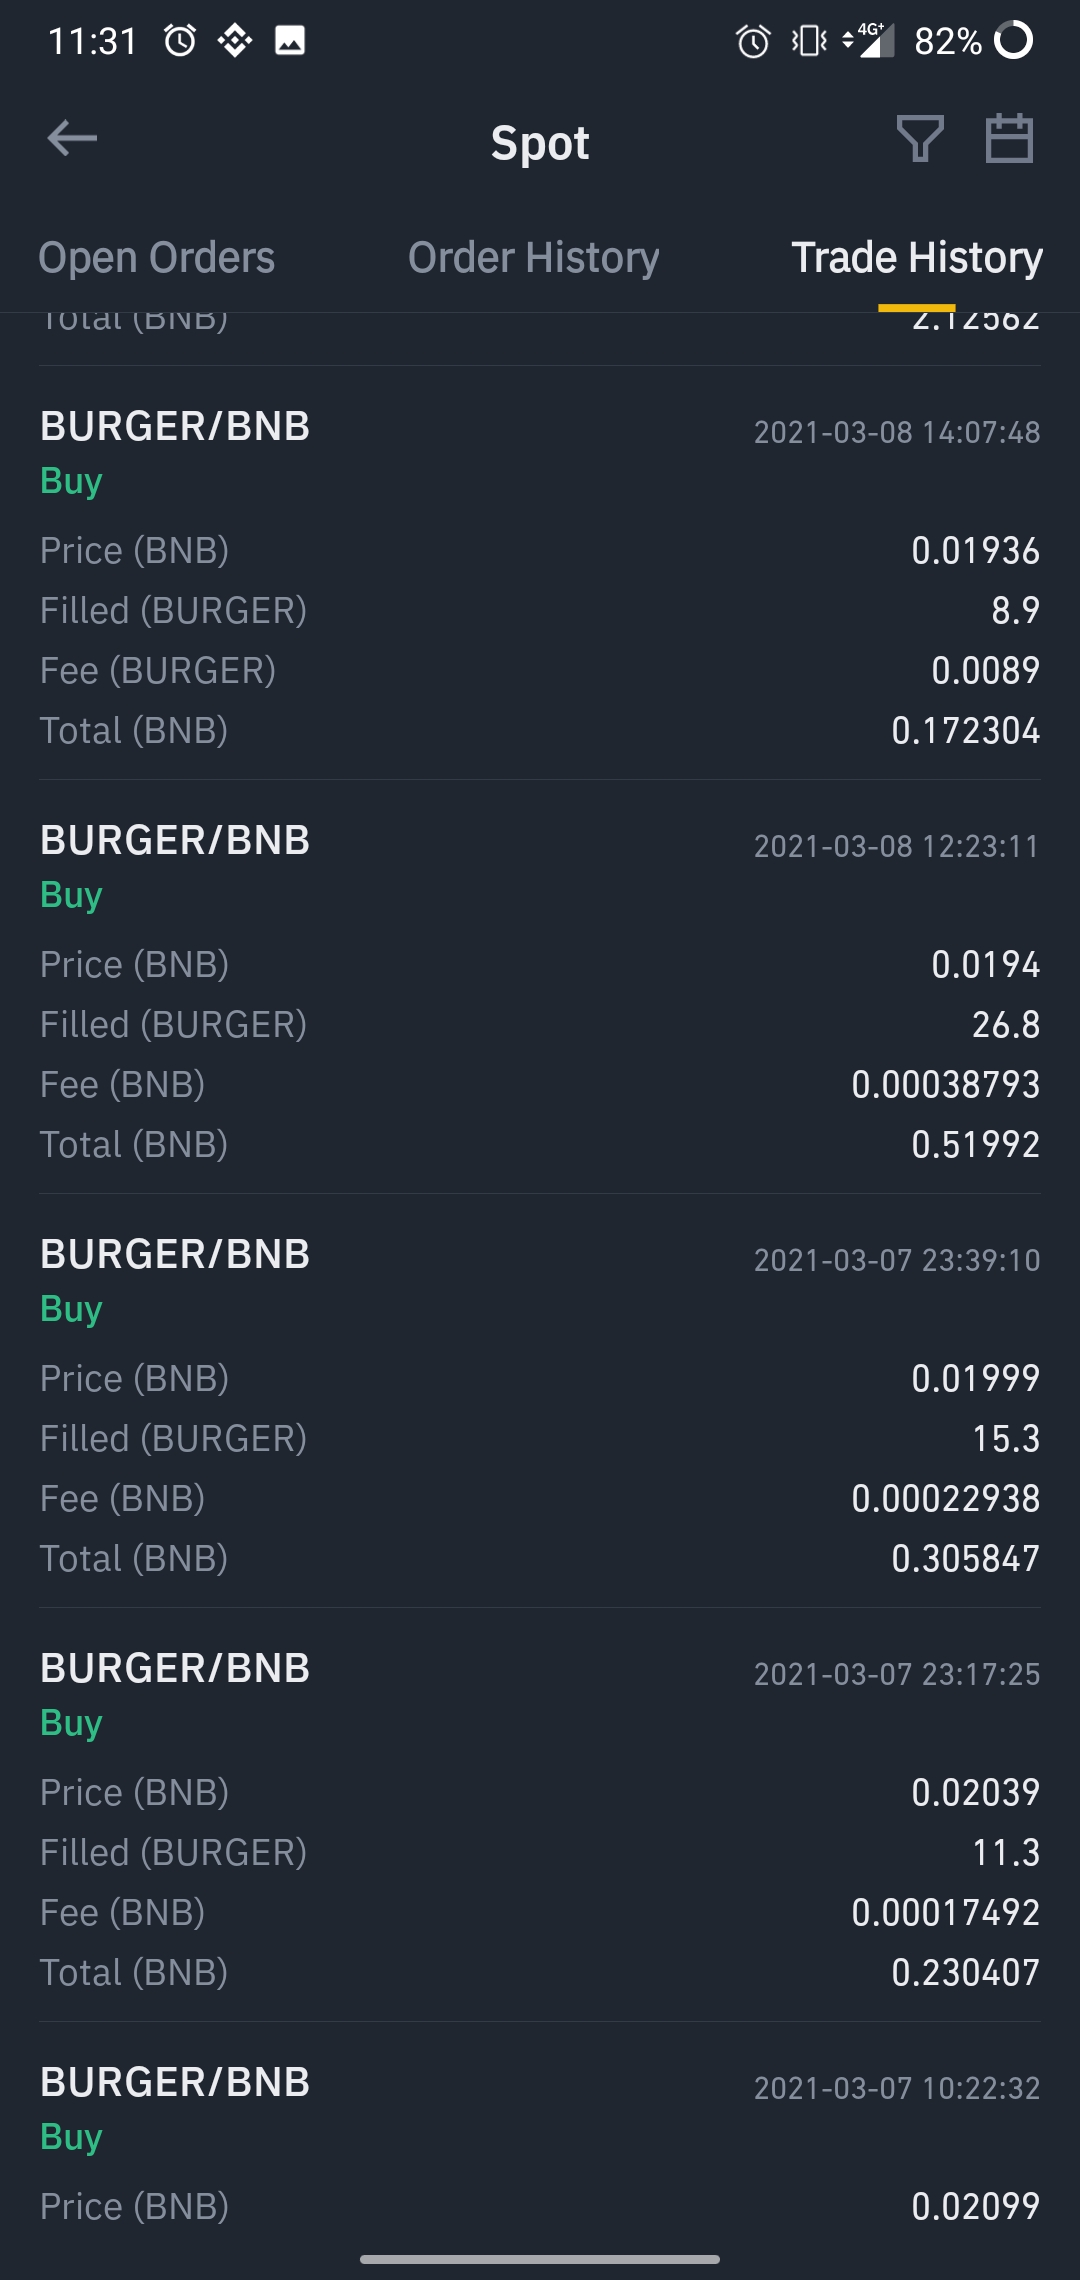 11:31 4G+ 82%
Spot
Open Orders Order History Trade History
Total (BNB) 2.12562
BURGER/BNB 2021-03-08 14:07:48
Buy
Price (BNB) 0.01936
Filled (BURGER) 8.9
Fee (BURGER) 0.0089
Total (BNB) 0.172304
BURGER/BNB 2021-03-08 12:23:11
Buy
Price (BNB) 0.0194
Filled (BURGER) 26.8
Fee (BNB) 0.00038793
Total (BNB) 0.51992
BURGER/BNB 2021-03-07 23:39:10
Buy
Price (BNB) 0.01999
Filled (BURGER) 15.3
Fee (BNB) 0.00022938
Total (BNB) 0.305847
BURGER/BNB 2021-03-07 23:17:25
Buy
Price (BNB) 0.02039
Filled (BURGER) 11.3
Fee (BNB) 0.00017492
Total (BNB) 0.230407
BURGER/BNB 2021-03-07 10:22:32
Buy
Price (BNB) 0.02099